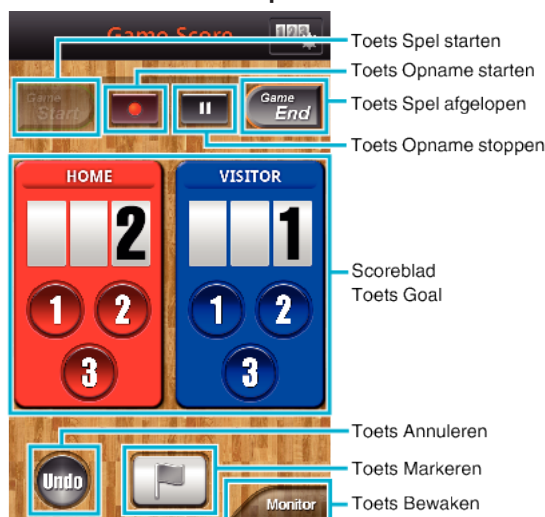 Game Score
123
Toets Spel starten
Toets Opname starten
Game Start
Game End
Toets Spel afgelopen
Toets Opname stoppen
HOME
VISITOR
2
1
1 2
1 2
3
3
Scoreblad
Toets Goal
Toets Annuleren
Undo
Toets Markeren
Monitor
Toets Bewaken